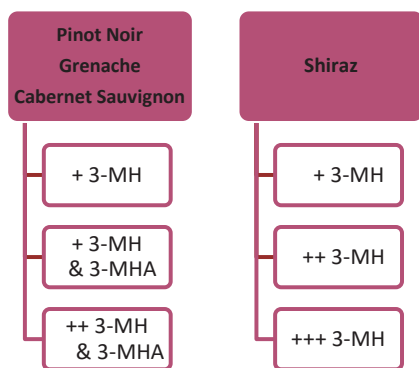 Pinot Noir
Grenache
Cabernet Sauvignon
+ 3-MH
+ 3-MH
& 3-MHA
++ 3-MH
& 3-MHA
Shiraz
+ 3-MH
++ 3-MH
+++ 3-MH